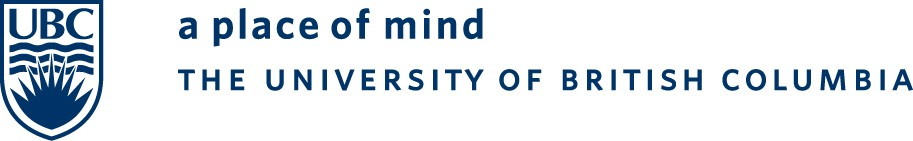 UBC
a place of mind
THE UNIVERSITY OF BRITISH COLUMBIA